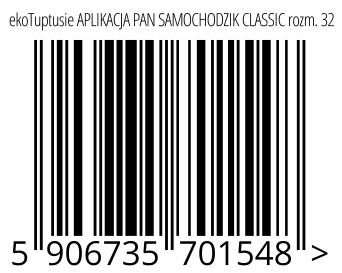 ekoTuptusie APLIKACJA PAN SAMOCHODZIK CLASSIC rozm. 32
5 906735 701548 >